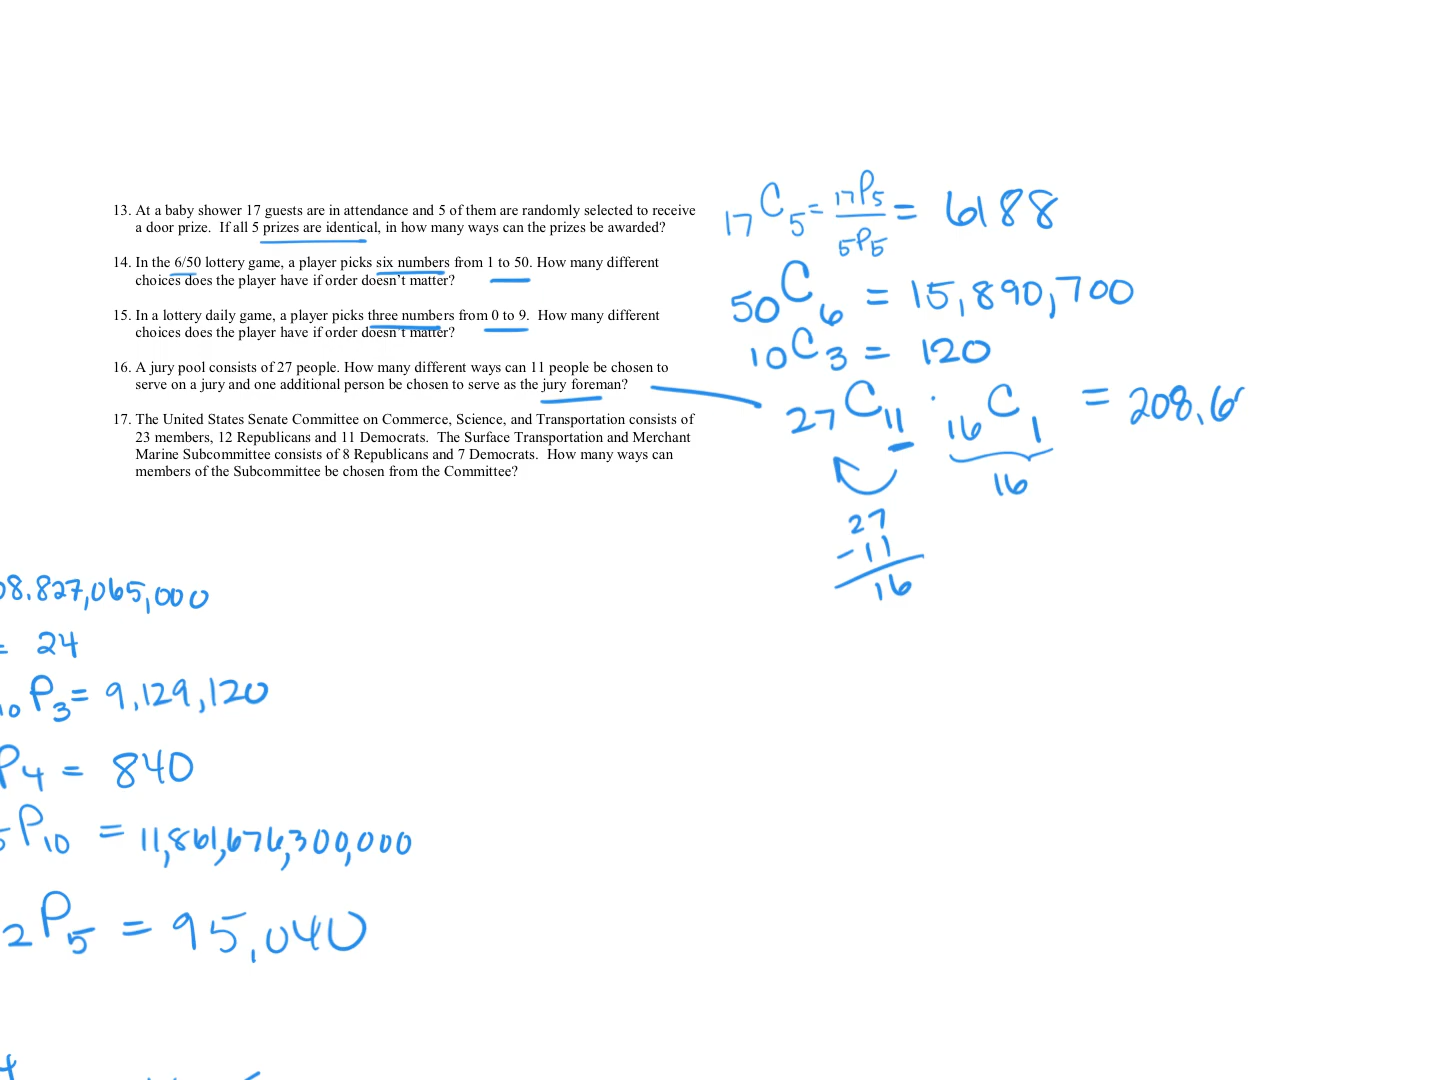 13. At a baby shower 17 guests are in attendance and 5 of them are randomly selected to receive
a door prize. If all 5 prizes are identical, in how many ways can the prizes be awarded?
14. In the 6/50 lottery game, a player picks six numbers from 1 to 50. How many different
choices does the player have if order doesn't matter?
15. In a lottery daily game, a player picks three numbers from 0 to 9. How many different
choices does the player have if order doesn't matter?
16. A jury pool consists of 27 people. How many different ways can 11 people be chosen to
serve on a jury and one additional person be chosen to serve as the jury foreman?
17. The United States Senate Committee on Commerce, Science, and Transportation consists of
23 members, 12 Republicans and 11 Democrats. The Surface Transportation and Merchant
Marine Subcommittee consists of 8 Republicans and 7 Democrats. How many ways can
members of the Subcommittee be chosen from the Committee?
17C5 = 17P5 / 5P5 = 6188
50C6 = 15,890,700
10C3 = 120
27C11 · 16C1 = 208.6
16
27
-11
16
08.827,065,000
= 24
10P3 = 9,129,120
P4 = 840
5P10 = 11,861,676,300,000
2P5 = 95,040